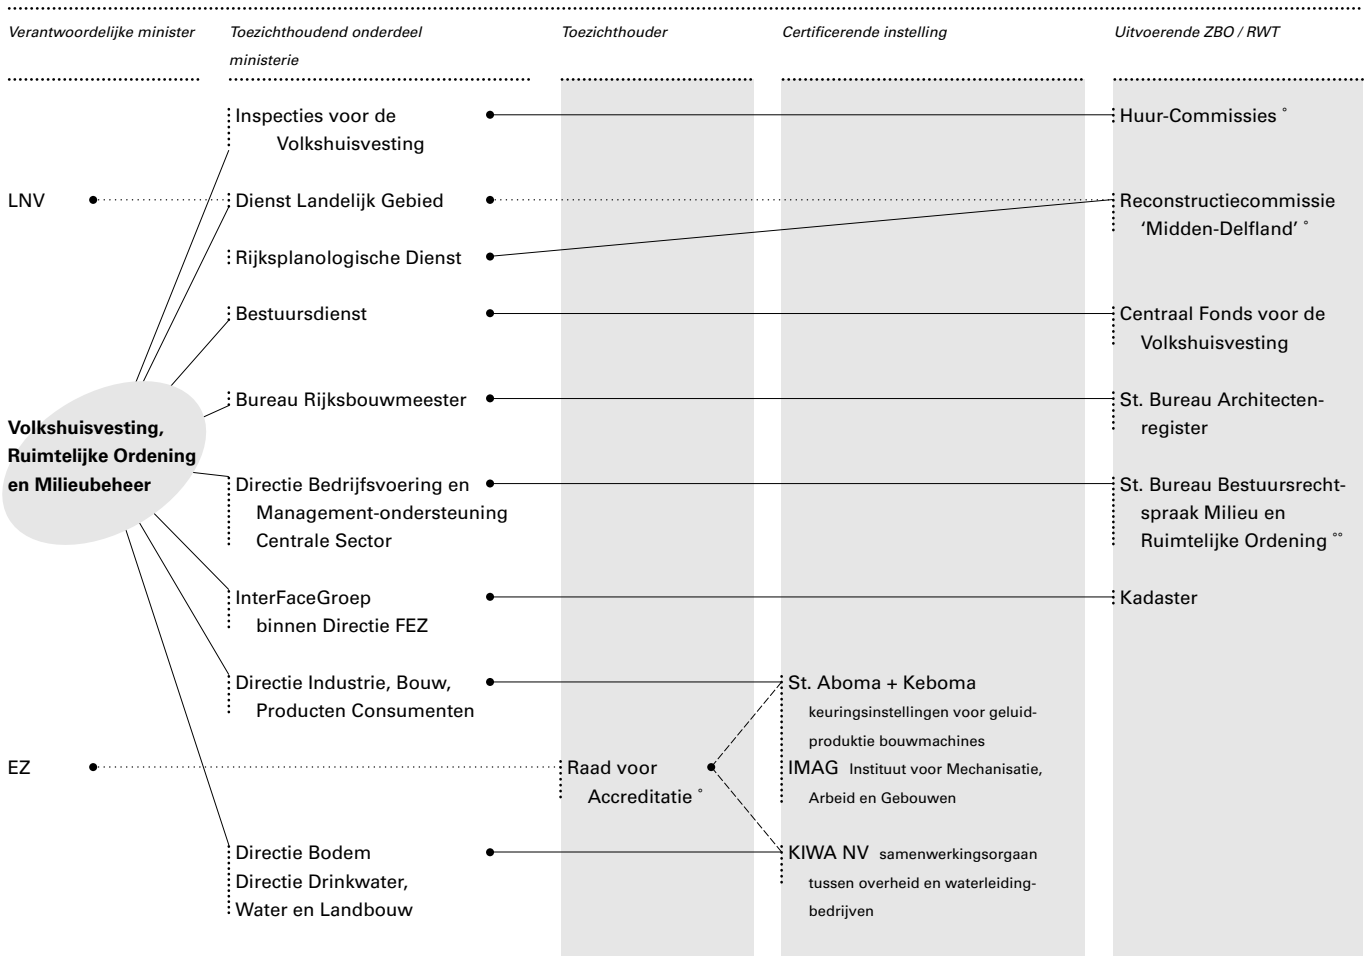 Verantwoordelijke minister
Toezichthoudend onderdeel
ministerie
Toezichthouder
Certificerende instelling
Uitvoerende ZBO / RWT
Inspecties voor de
Volkshuisvesting
Huur-Commissies °
LNV
Dienst Landelijk Gebied
Reconstructiecommissie
‘Midden-Delfland’ °
Rijksplanologische Dienst
Bestuursdienst
Centraal Fonds voor de
Volkshuisvesting
Bureau Rijksbouwmeester
St. Bureau Architecten-
register
Volkshuisvesting,
Ruimtelijke Ordening
en Milieubeheer
Directie Bedrijfsvoering en
Management-ondersteuning
Centrale Sector
St. Bureau Bestuursrecht-
spraak Milieu en
Ruimtelijke Ordening °°
InterFaceGroep
binnen Directie FEZ
Kadaster
Directie Industrie, Bouw,
Producten Consumenten
St. Aboma + Keboma
keuringsinstellingen voor geluid-
produktie bouwmachines
EZ
Raad voor
Accreditatie °
IMAG Instituut voor Mechanisatie,
Arbeid en Gebouwen
Directie Bodem
Directie Drinkwater,
Water en Landbouw
KIWA NV samenwerkingsorgaan
tussen overheid en waterleiding-
bedrijven